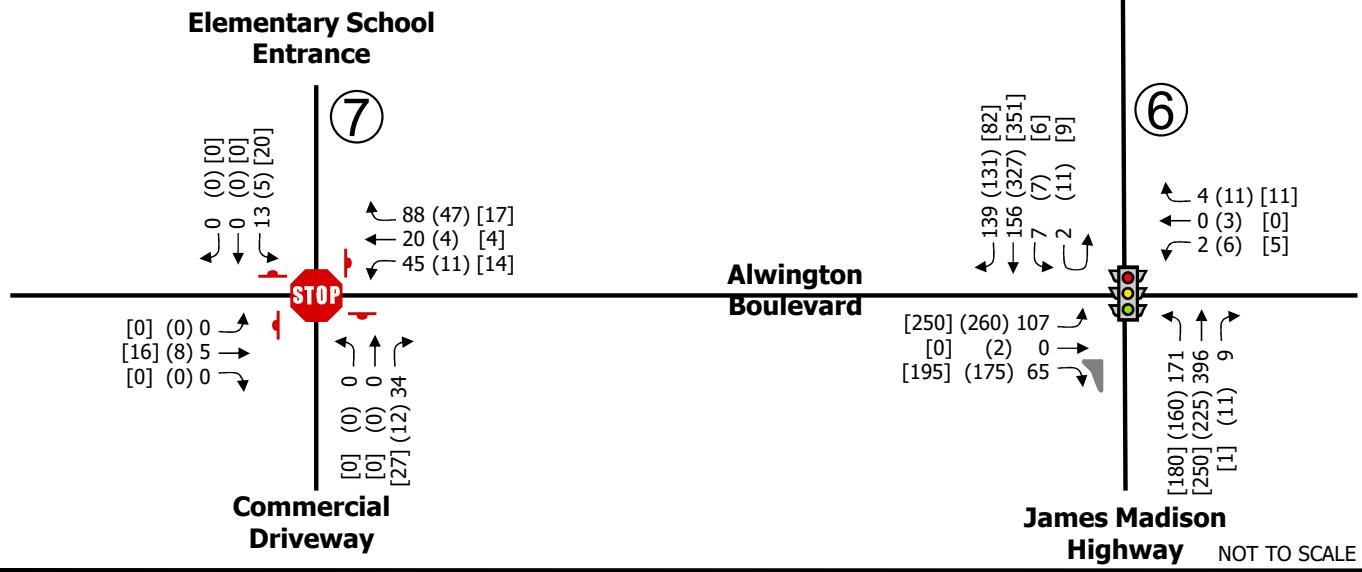 Elementary School
Entrance
7
0 (0) [0]
0 (0) [0]
13 (5) [20]
88 (47) [17]
20 (4) [4]
45 (11) [14]
STOP
[0] (0) 0
[16] (8) 5
[0] (0) 0
[0] (0) 0
[0] (0) 0
[27] (12) 34
Commercial
Driveway
Alwington
Boulevard
6
139 (131) [82]
156 (327) [351]
7 (7) [6]
2 (11) [9]
4 (11) [11]
0 (3) [0]
2 (6) [5]
[250] (260) 107
[0] (2) 0
[195] (175) 65
[180] (160) 171
[250] (225) 396
[1] (11) 9
James Madison
Highway
NOT TO SCALE